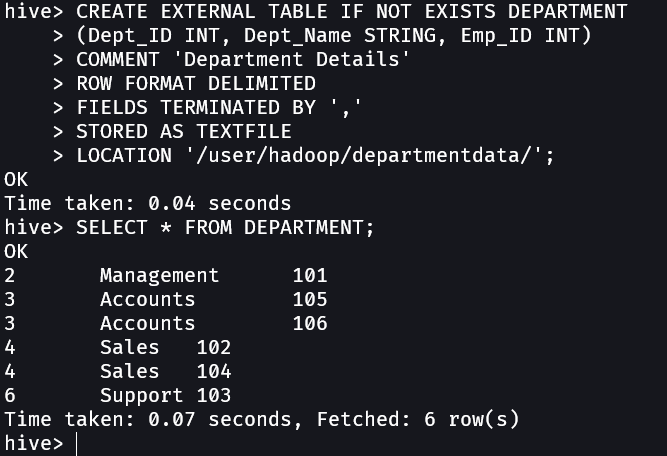 hive> CREATE EXTERNAL TABLE IF NOT EXISTS DEPARTMENT
    > (Dept_ID INT, Dept_Name STRING, Emp_ID INT)
    > COMMENT 'Department Details'
    > ROW FORMAT DELIMITED
    > FIELDS TERMINATED BY ','
    > STORED AS TEXTFILE
    > LOCATION '/user/hadoop/departmentdata/';
OK
Time taken: 0.04 seconds
hive> SELECT * FROM DEPARTMENT;
OK
2       Management      101
3       Accounts        105
3       Accounts        106
4       Sales   102
4       Sales   104
6       Support 103
Time taken: 0.07 seconds, Fetched: 6 row(s)
hive>